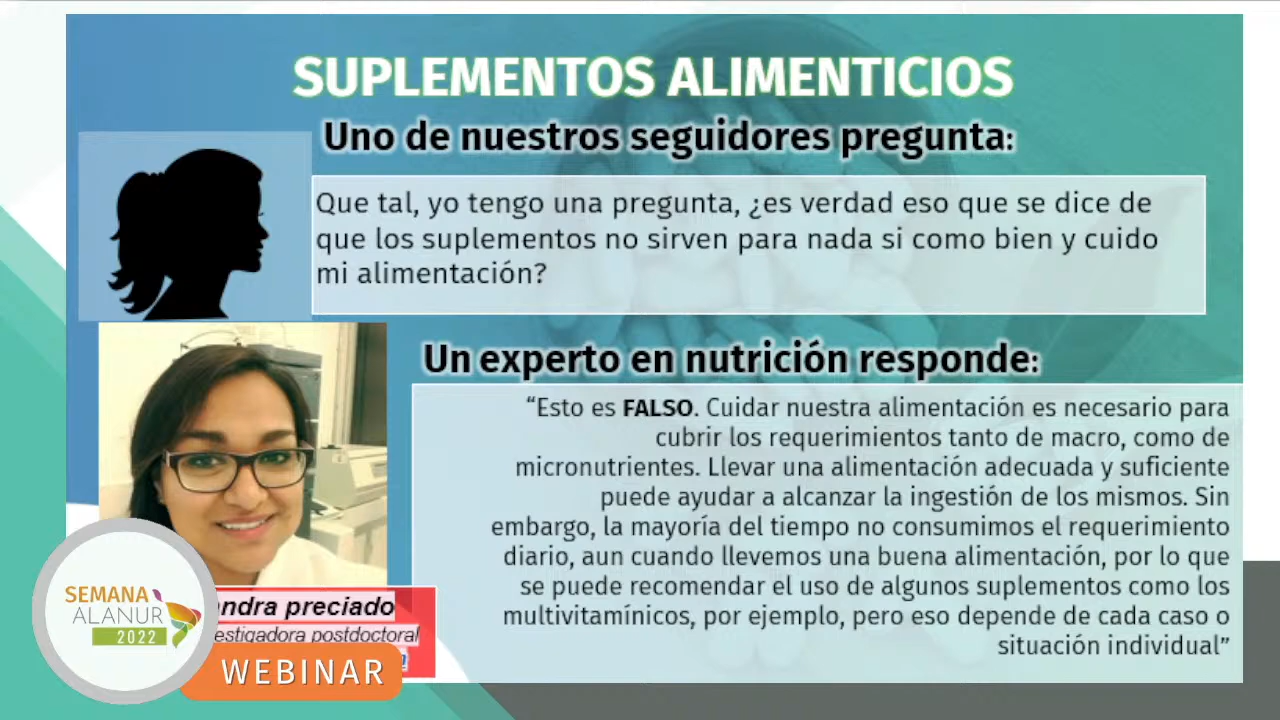 SUPLEMENTOS ALIMENTICIOS
Uno de nuestros seguidores pregunta:
Que tal, yo tengo una pregunta, ¿es verdad eso que se dice de
que los suplementos no sirven para nada si como bien y cuido
mi alimentación?
Un experto en nutrición responde:
“Esto es FALSO. Cuidar nuestra alimentación es necesario para
cubrir los requerimientos tanto de macro, como de
micronutrientes. Llevar una alimentación adecuada y suficiente
puede ayudar a alcanzar la ingestión de los mismos. Sin
embargo, la mayoría del tiempo no consumimos el requerimiento
diario, aun cuando llevemos una buena alimentación, por lo que
se puede recomendar el uso de algunos suplementos como los
multivitamínicos, por ejemplo, pero eso depende de cada caso o
situación individual”
preciado
postdoctoral
SEMANA
ALANUR
2022
WEBINAR